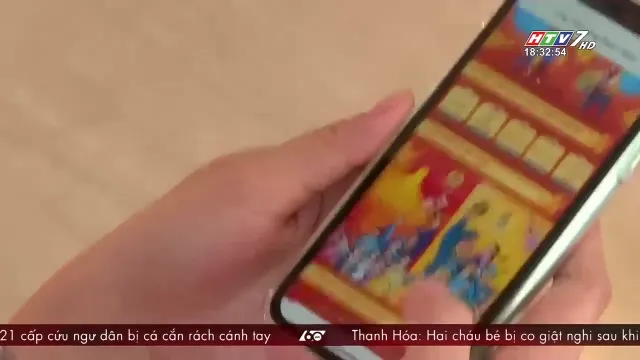 HTV7 HD
18:32:54
21 cấp cứu ngư dân bị cá cắn rách cánh tay
60
Thanh Hóa: Hai cháu bé bị co giật nghi sau khi